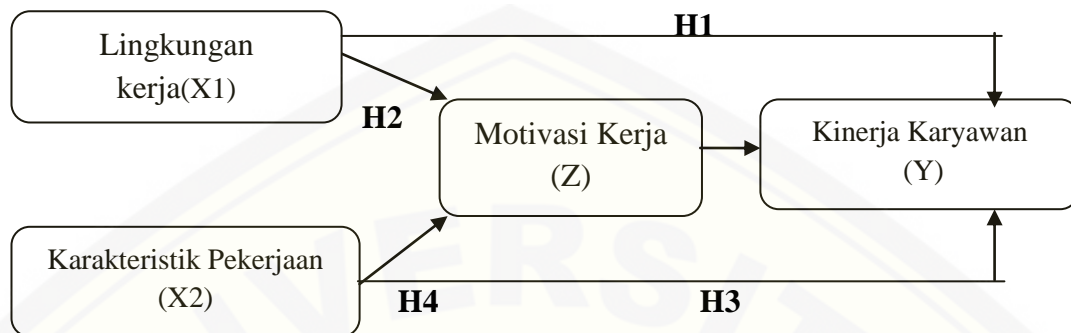 H1
Lingkungan
kerja(X1)
H2
Motivasi Kerja
(Z)
Kinerja Karyawan
(Y)
Karakteristik Pekerjaan
(X2)
H4
H3